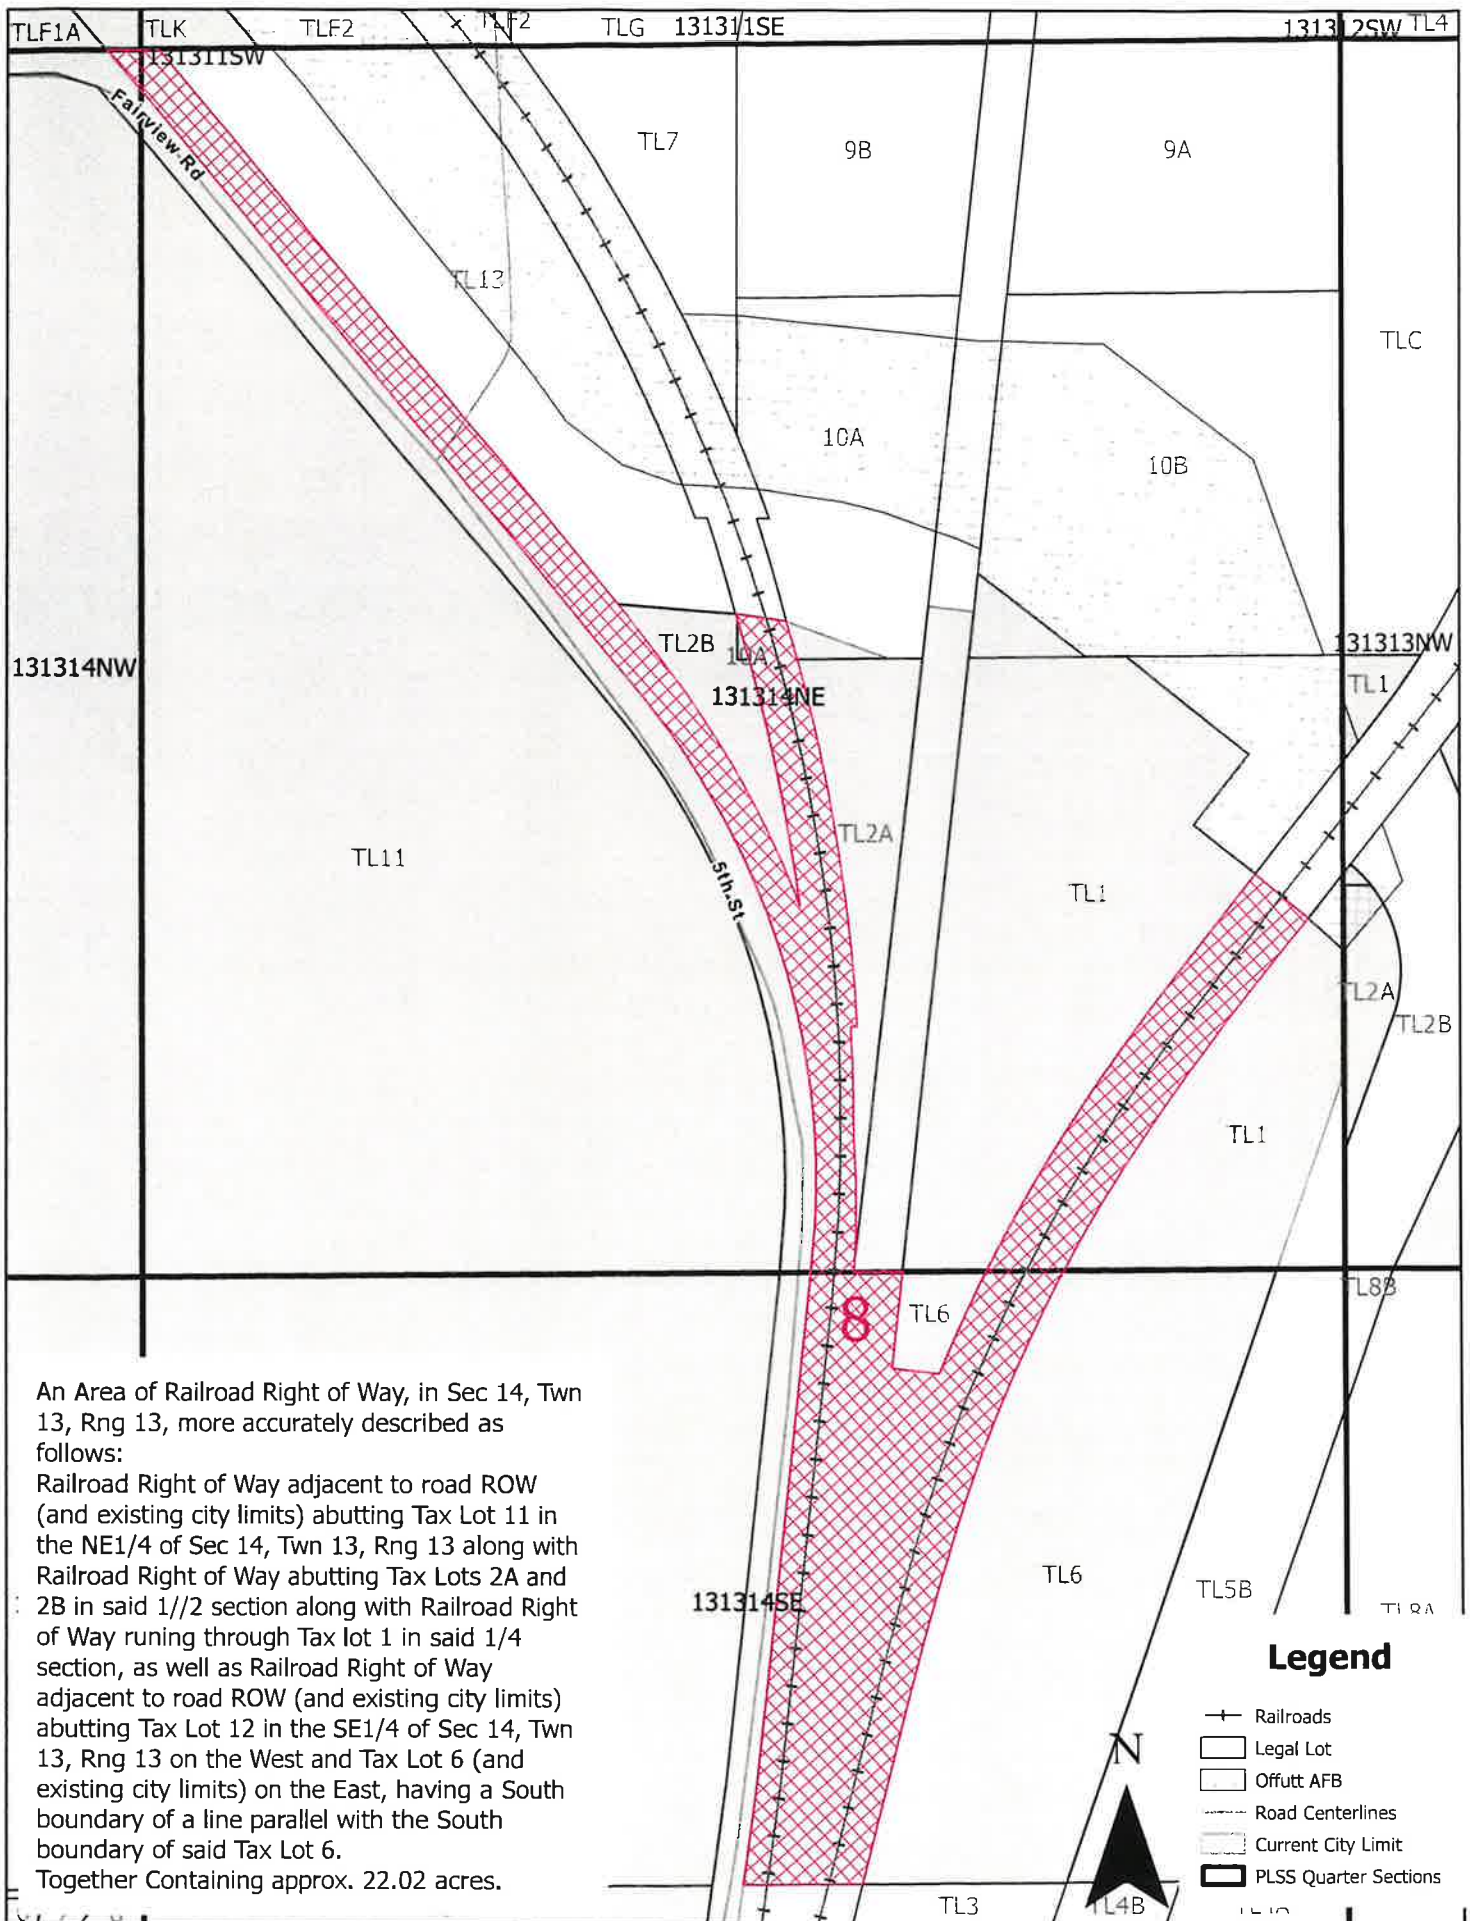 TLF1A
TLK
TLF2
TLF2
TLG
131311SE
131312SW
TL4
131311SW
Fairview Rd
TL7
9B
9A
TL13
TLC
10A
10B
TL2B
10A
131313NW
131314NW
TL1
131314NE
TL2A
TL11
5th St
TL1
TL2A
TL2B
TL1
TL8B
8
TL6
An Area of Railroad Right of Way, in Sec 14, Twn
13, Rng 13, more accurately described as
follows:
Railroad Right of Way adjacent to road ROW
(and existing city limits) abutting Tax Lot 11 in
the NE1/4 of Sec 14, Twn 13, Rng 13 along with
Railroad Right of Way abutting Tax Lots 2A and
2B in said 1//2 section along with Railroad Right
of Way runing through Tax lot 1 in said 1/4
section, as well as Railroad Right of Way
adjacent to road ROW (and existing city limits)
abutting Tax Lot 12 in the SE1/4 of Sec 14, Twn
13, Rng 13 on the West and Tax Lot 6 (and
existing city limits) on the East, having a South
boundary of a line parallel with the South
boundary of said Tax Lot 6.
Together Containing approx. 22.02 acres.
131314SE
TL6
TL5B
TL8A
Legend
Railroads
Legal Lot
Offutt AFB
Road Centerlines
Current City Limit
PLSS Quarter Sections
N
TL3
TL4B